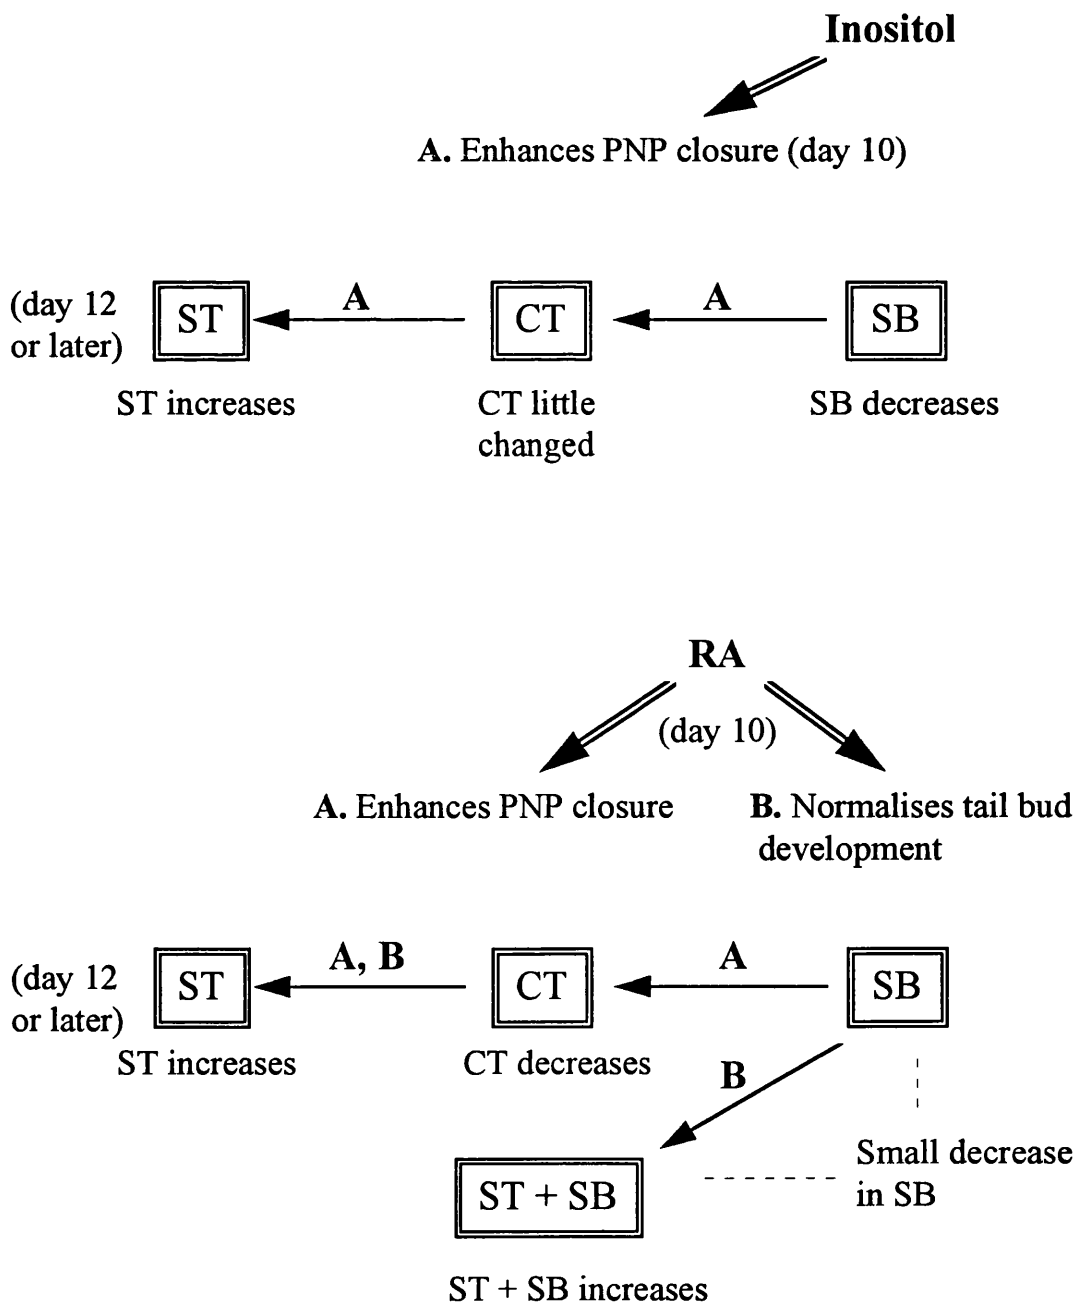 Inositol
A. Enhances PNP closure (day 10)
(day 12
or later)
ST
A
CT
A
SB
ST increases
CT little
changed
SB decreases
RA
(day 10)
A. Enhances PNP closure
B. Normalises tail bud
development
(day 12
or later)
ST
A, B
CT
A
SB
ST increases
CT decreases
B
Small decrease
in SB
ST + SB
ST + SB increases